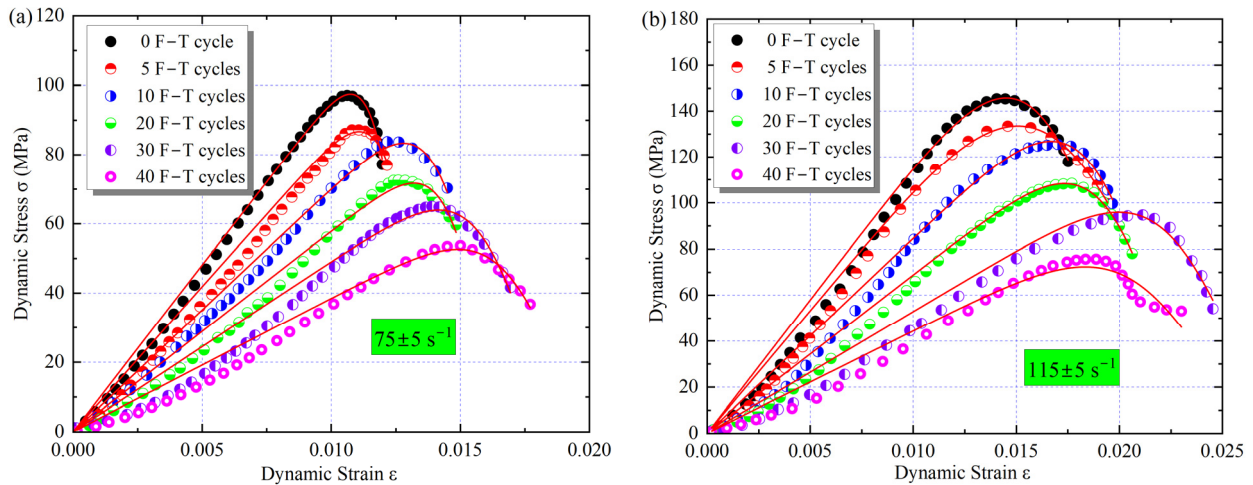 (a)
120
100
80
60
40
20
0
Dynamic Stress σ (MPa)
0 F−T cycle
5 F−T cycles
10 F−T cycles
20 F−T cycles
30 F−T cycles
40 F−T cycles
75±5 s⁻¹
0.000 0.005 0.010 0.015 0.020
Dynamic Strain ε
(b)
180
160
140
120
100
80
60
40
20
0
Dynamic Stress σ (MPa)
0 F−T cycle
5 F−T cycles
10 F−T cycles
20 F−T cycles
30 F−T cycles
40 F−T cycles
115±5 s⁻¹
0.000 0.005 0.010 0.015 0.020 0.025
Dynamic Strain ε